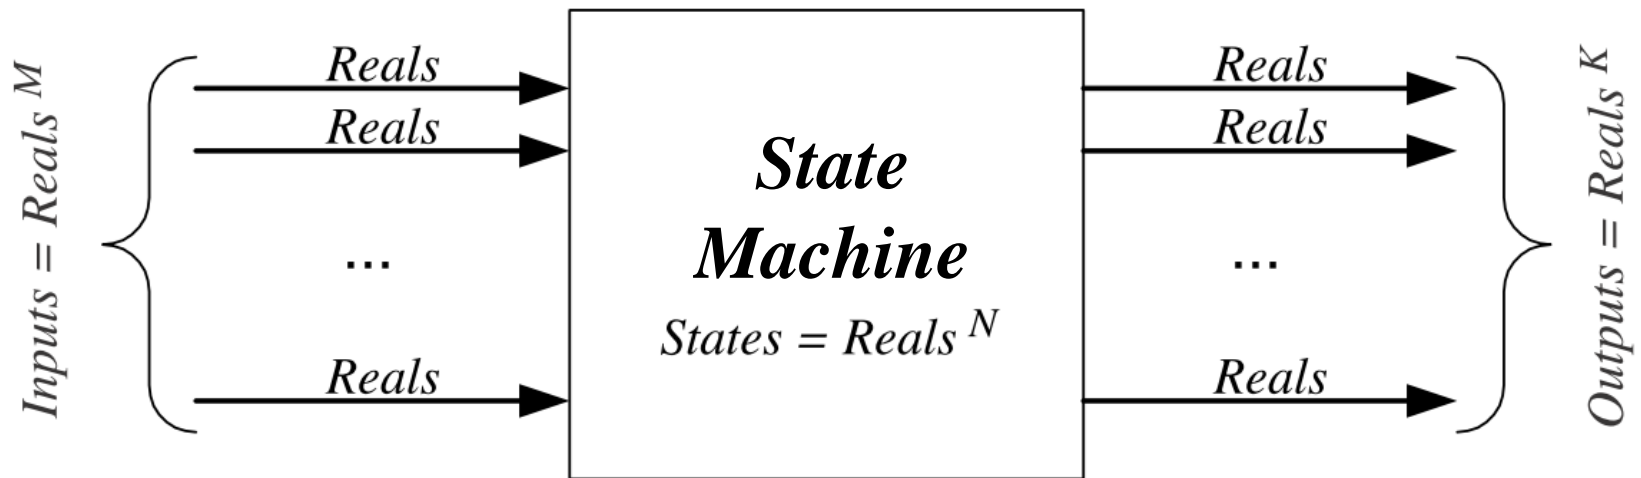 Inputs = Reals^M
Reals
Reals
...
Reals
State
Machine
States = Reals^N
Reals
Reals
...
Reals
Outputs = Reals^K